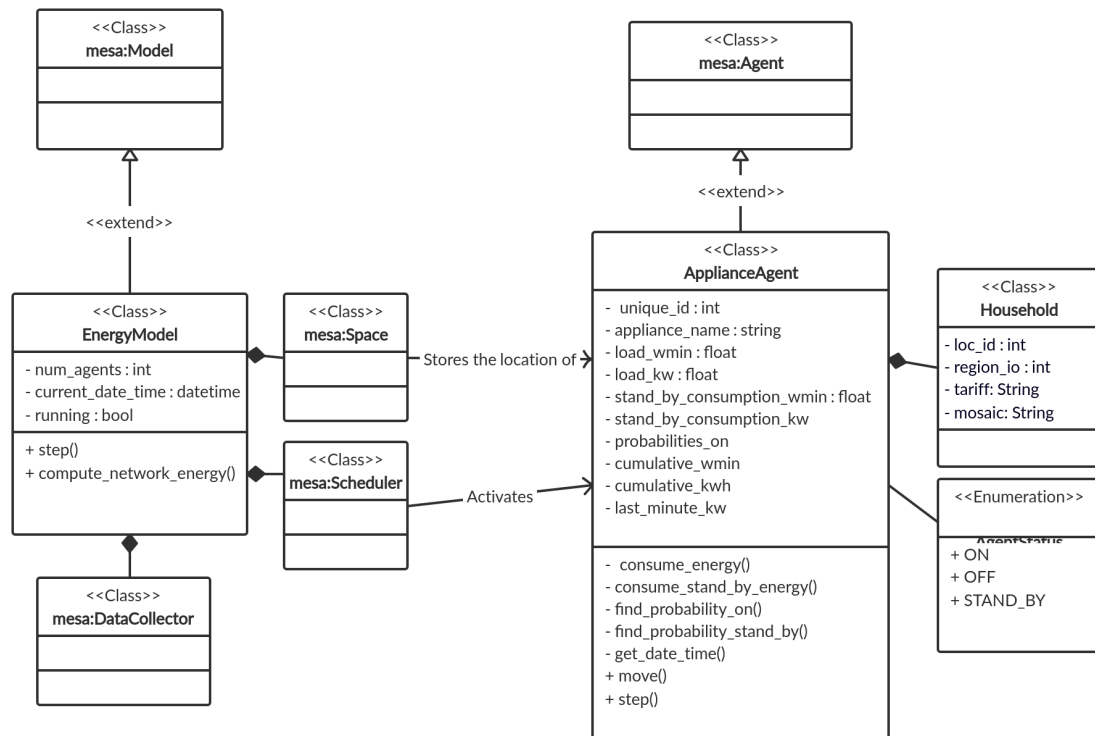 <<Class>>
mesa:Model
<<extend>>
<<Class>>
EnergyModel
- num_agents : int
- current_date_time : datetime
- running : bool
+ step()
+ compute_network_energy()
<<Class>>
mesa:DataCollector
<<Class>>
mesa:Space
<<Class>>
mesa:Scheduler
Stores the location of
Activates
<<Class>>
mesa:Agent
<<extend>>
<<Class>>
ApplianceAgent
- unique_id : int
- appliance_name : string
- load_wmin : float
- load_kw : float
- stand_by_consumption_wmin : float
- stand_by_consumption_kw
- probabilities_on
- cumulative_wmin
- cumulative_kwh
- last_minute_kw
- consume_energy()
- consume_stand_by_energy()
- find_probability_on()
- find_probability_stand_by()
- get_date_time()
+ move()
+ step()
<<Class>>
Household
- loc_id : int
- region_io : int
- tariff: String
- mosaic: String
<<Enumeration>>
AgentStatus
+ ON
+ OFF
+ STAND_BY